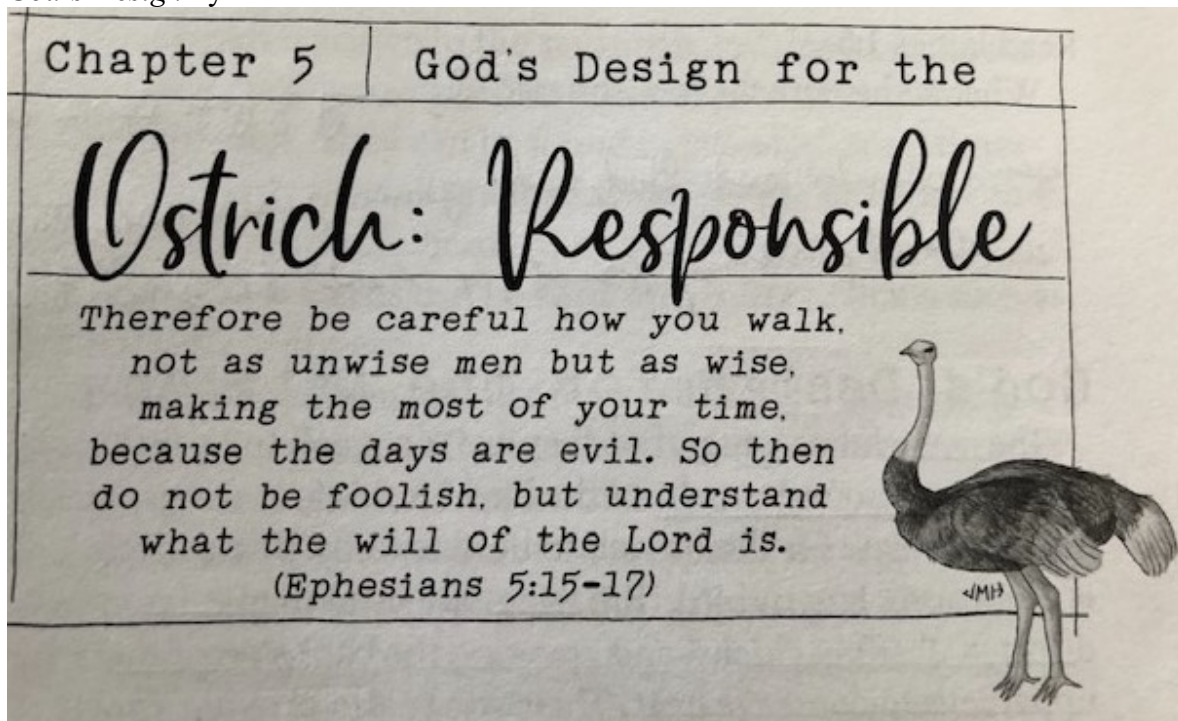 Chapter 5 God's Design for the
Ostrich: Responsible
Therefore be careful how you walk,
not as unwise men but as wise,
making the most of your time,
because the days are evil. So then
do not be foolish, but understand
what the will of the Lord is.
(Ephesians 5:15-17)
JMH